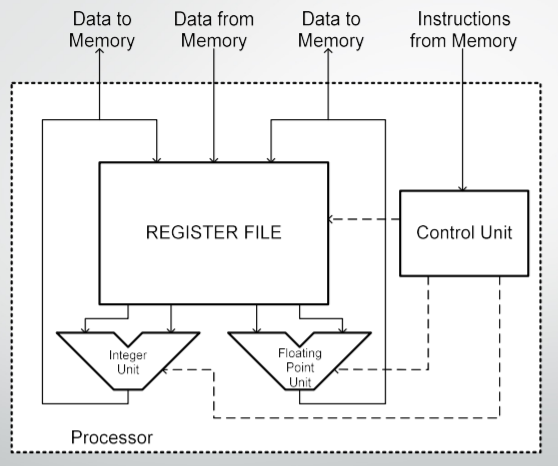 Data to
Memory
Data from
Memory
Data to
Memory
Instructions
from Memory
REGISTER FILE
Control Unit
Integer
Unit
Floating
Point
Unit
Processor